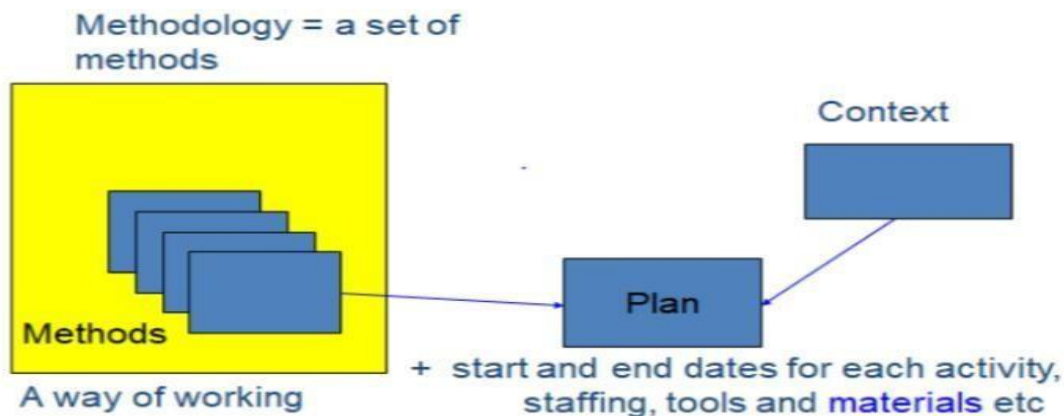 Methodology = a set of
methods
Context
Plan
Methods
A way of working
+ start and end dates for each activity,
staffing, tools and materials etc